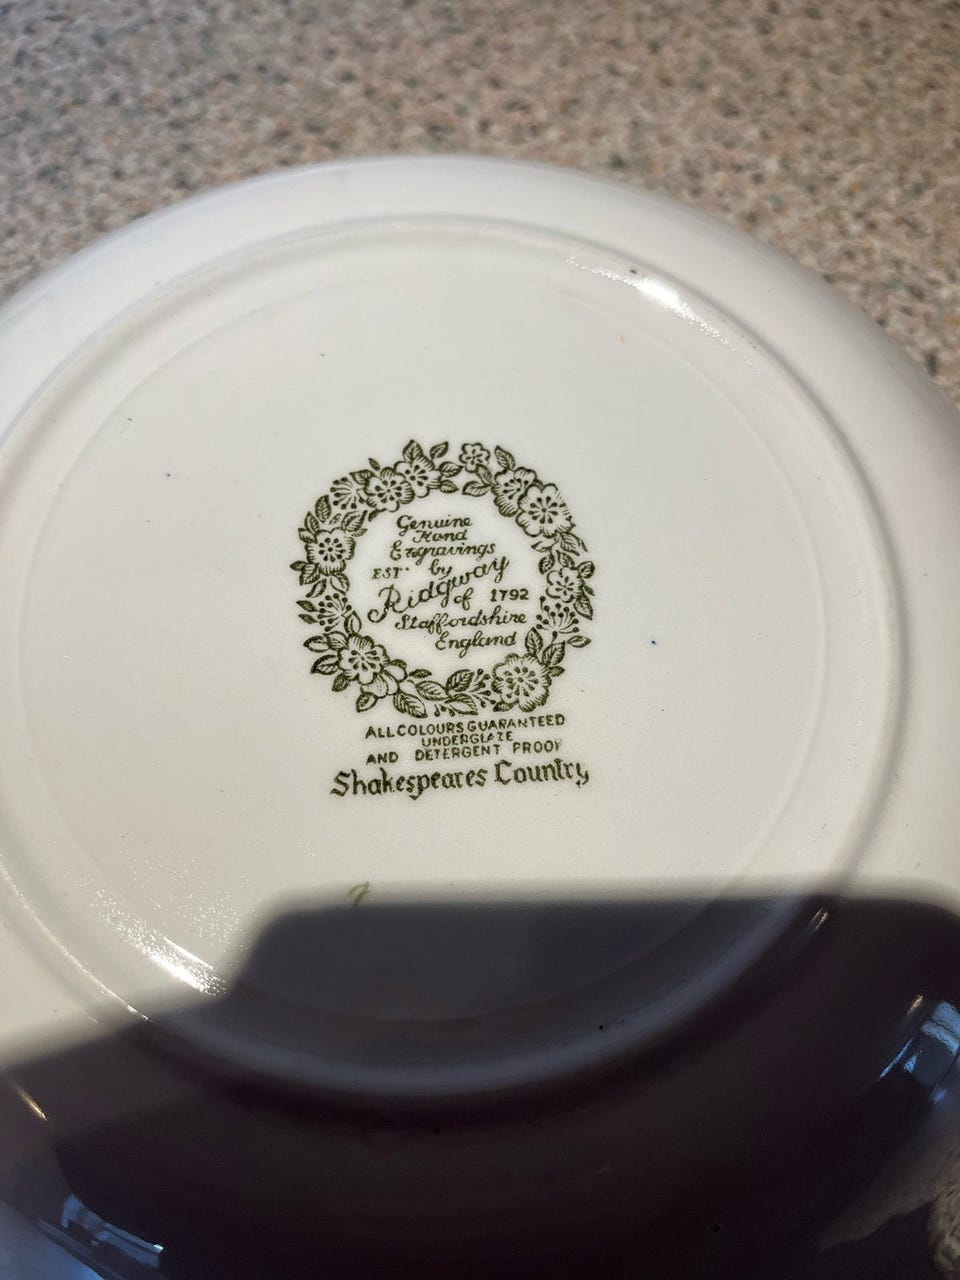 Genuine
Hand
Engravings
by
EST. Ridgway 1792
of
Staffordshire
England
ALL COLOURS GUARANTEED
UNDERGLAZE
AND DETERGENT PROOF
Shakespeares Country